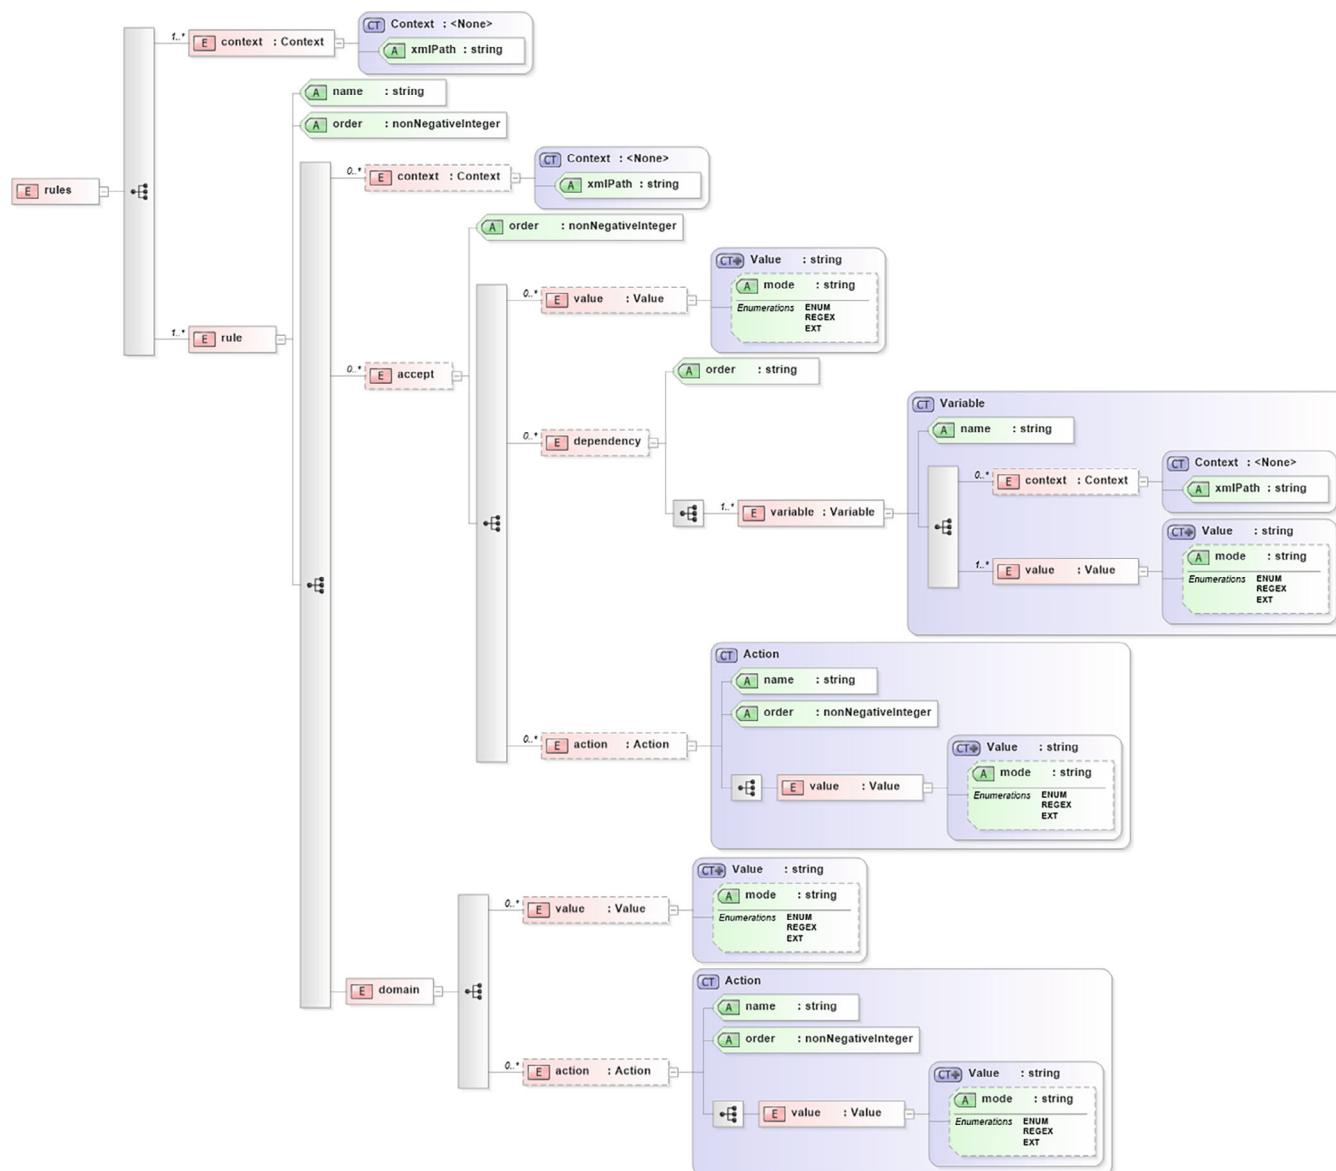 CT Context : <None>
1..* E context : Context
A xmlPath : string
A name : string
A order : nonNegativeInteger
CT Context : <None>
0..* E context : Context
A xmlPath : string
E rules
A order : nonNegativeInteger
CT Value : string
A mode : string
0..* E value : Value
Enumerations ENUM
REGEX
EXT
1..* E rule
0..* E accept
A order : string
CT Variable
A name : string
0..* E dependency
CT Context : <None>
0..* E context : Context
A xmlPath : string
1..* E variable : Variable
CT Value : string
A mode : string
1..* E value : Value
Enumerations ENUM
REGEX
EXT
CT Action
A name : string
A order : nonNegativeInteger
0..* E action : Action
CT Value : string
A mode : string
E value : Value
Enumerations ENUM
REGEX
EXT
CT Value : string
A mode : string
0..* E value : Value
Enumerations ENUM
REGEX
EXT
E domain
CT Action
A name : string
A order : nonNegativeInteger
0..* E action : Action
CT Value : string
A mode : string
E value : Value
Enumerations ENUM
REGEX
EXT